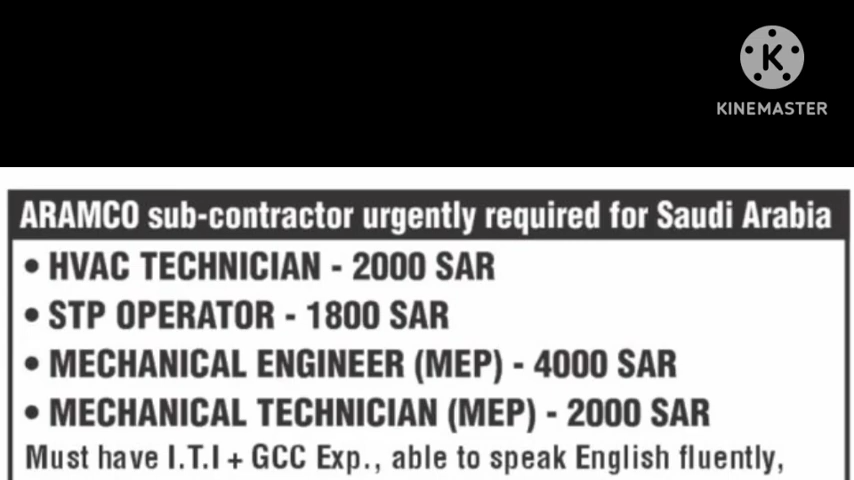 KINEMASTER
ARAMCO sub-contractor urgently required for Saudi Arabia
• HVAC TECHNICIAN - 2000 SAR
• STP OPERATOR - 1800 SAR
• MECHANICAL ENGINEER (MEP) - 4000 SAR
• MECHANICAL TECHNICIAN (MEP) - 2000 SAR
Must have I.T.I + GCC Exp., able to speak English fluently,